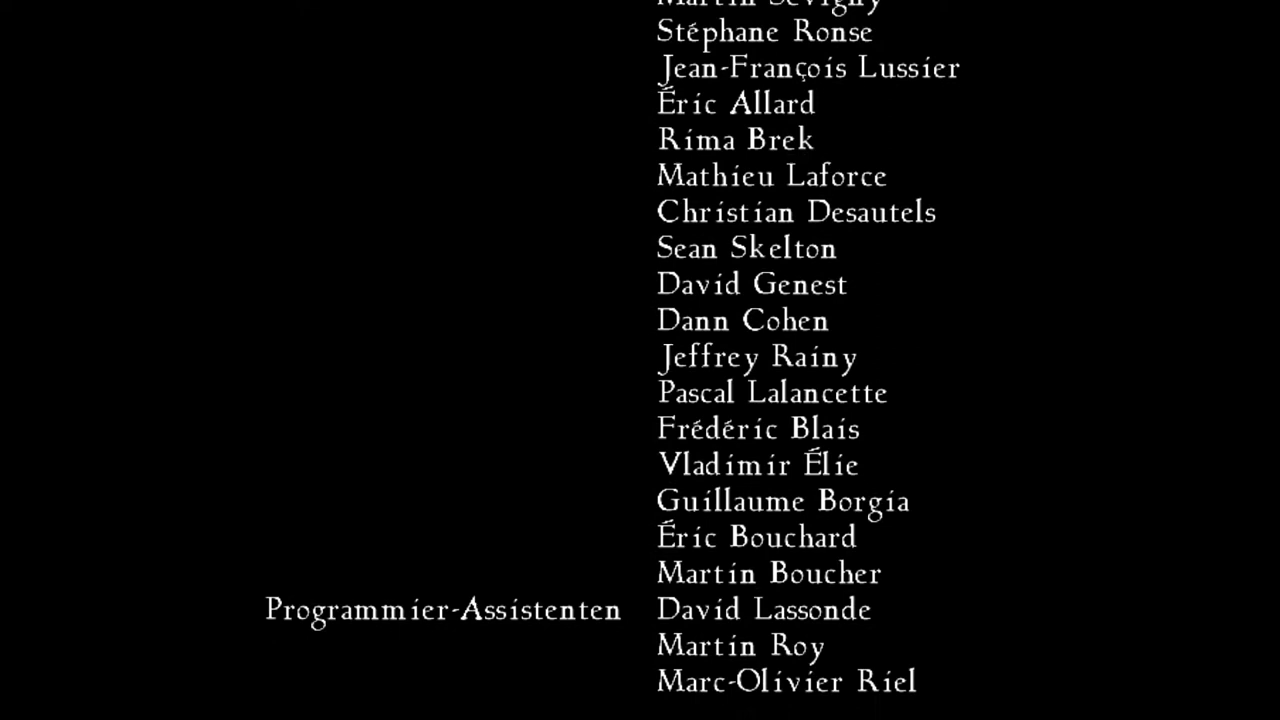 Martin Sévigny
Stéphane Ronse
Jean-François Lussier
Éric Allard
Rima Brek
Mathieu Laforce
Christian Desautels
Sean Skelton
David Genest
Dann Cohen
Jeffrey Rainy
Pascal Lalancette
Frédéric Blais
Vladimir Élie
Guillaume Borgia
Éric Bouchard
Martin Boucher
Programmier-Assistenten David Lassonde
Martin Roy
Marc-Olivier Riel